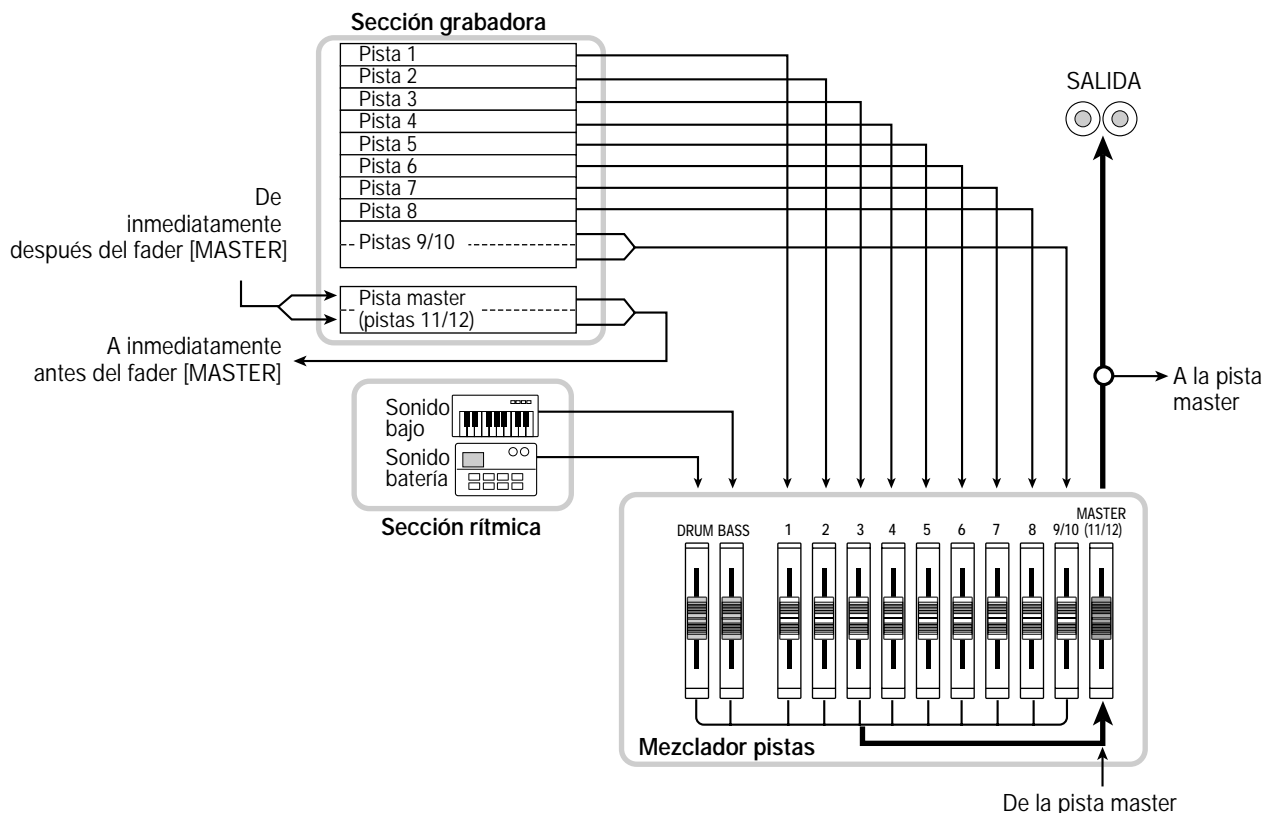 Sección grabadora
Pista 1
Pista 2
Pista 3
Pista 4
Pista 5
Pista 6
Pista 7
Pista 8
Pistas 9/10
Pista master
(pistas 11/12)
De
inmediatamente
después del fader [MASTER]
A inmediatamente
antes del fader [MASTER]
SALIDA
A la pista
master
Sonido
bajo
Sonido
batería
Sección rítmica
DRUM BASS 1 2 3 4 5 6 7 8 9/10 MASTER
(11/12)
Mezclador pistas
De la pista master